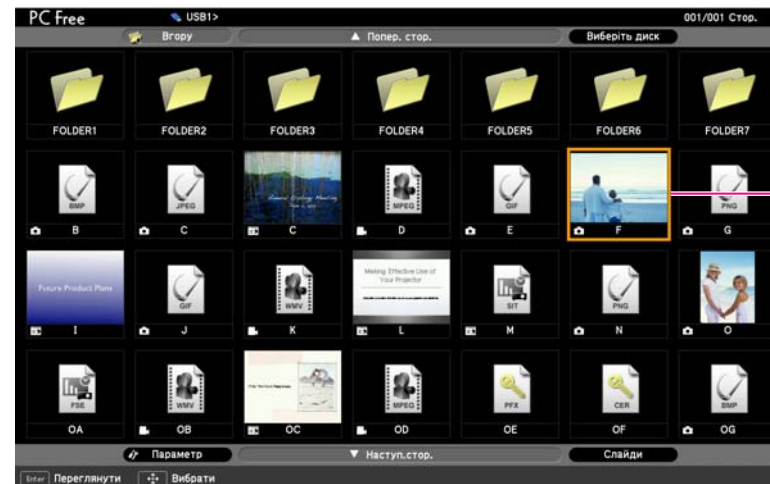 PC Free USB1> 001/001 Стор.
Вгору Попер. стор. Виберіть диск
FOLDER1 FOLDER2 FOLDER3 FOLDER4 FOLDER5 FOLDER6 FOLDER7
BMP JPEG MPEG GIF PNG
B C C D E F G
Future Product Plans GIF WMV Making Effective Use of SIT PNG
Your Projector
I J K L M N O
FSE WMV MPEG PFX CER BMP
OA OB OC OD OE OF OG
Параметр Наступ.стор. Слайди
Enter Переглянути Вибрати